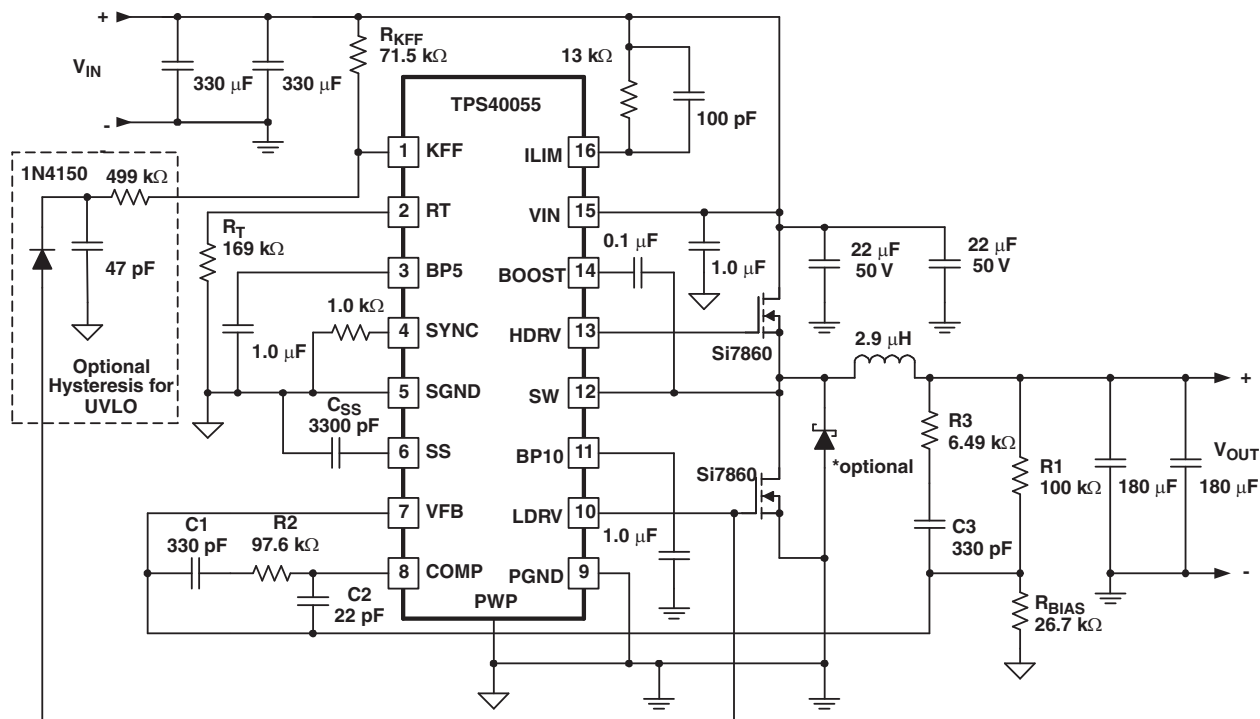 +
V_IN
-
330 µF
330 µF
R_KFF
71.5 kΩ
13 kΩ
100 pF
TPS40055
1 KFF
ILIM 16
1N4150
499 kΩ
47 pF
Optional
Hysteresis for
UVLO
2 RT
VIN 15
R_T
169 kΩ
0.1 µF
1.0 µF
22 µF
50 V
22 µF
50 V
3 BP5
BOOST 14
1.0 kΩ
1.0 µF
4 SYNC
HDRV 13
Si7860
2.9 µH
5 SGND
SW 12
+
C_SS
3300 pF
R3
6.49 kΩ
6 SS
BP10 11
*optional
R1
100 kΩ
V_OUT
180 µF
180 µF
Si7860
7 VFB
LDRV 10
1.0 µF
C1
330 pF
R2
97.6 kΩ
C3
330 pF
8 COMP
PGND 9
-
C2
22 pF
PWP
R_BIAS
26.7 kΩ